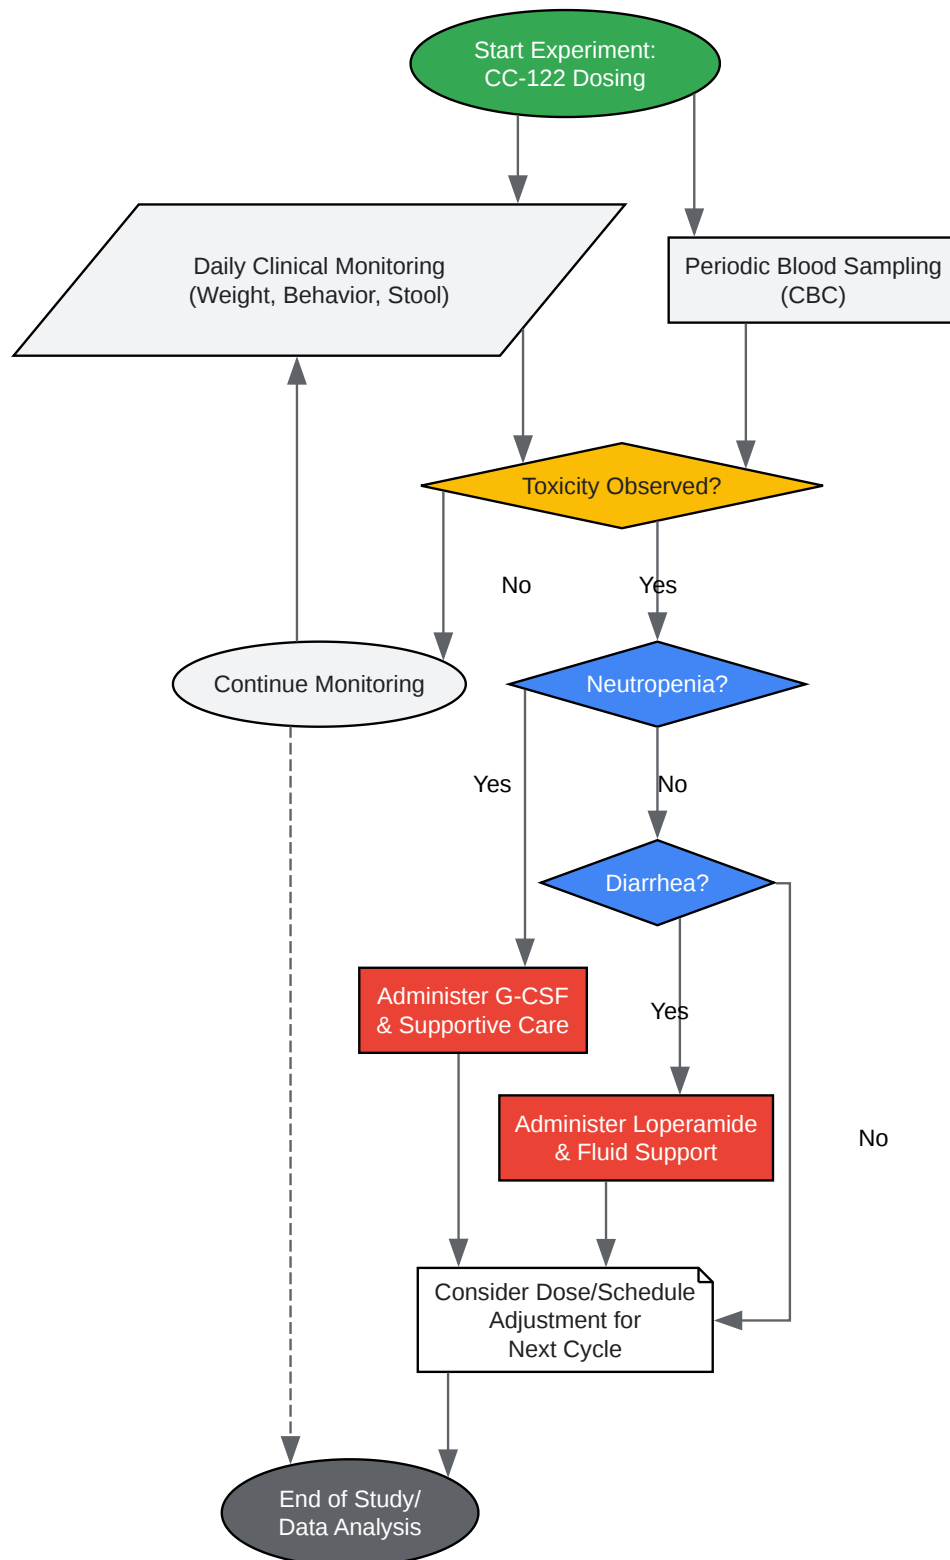 Start Experiment:
CC-122 Dosing
Daily Clinical Monitoring
(Weight, Behavior, Stool)
Periodic Blood Sampling
(CBC)
Toxicity Observed?
No
Yes
Continue Monitoring
Neutropenia?
Yes
No
Diarrhea?
Administer G-CSF
& Supportive Care
Yes
Administer Loperamide
& Fluid Support
No
Consider Dose/Schedule
Adjustment for
Next Cycle
End of Study/
Data Analysis